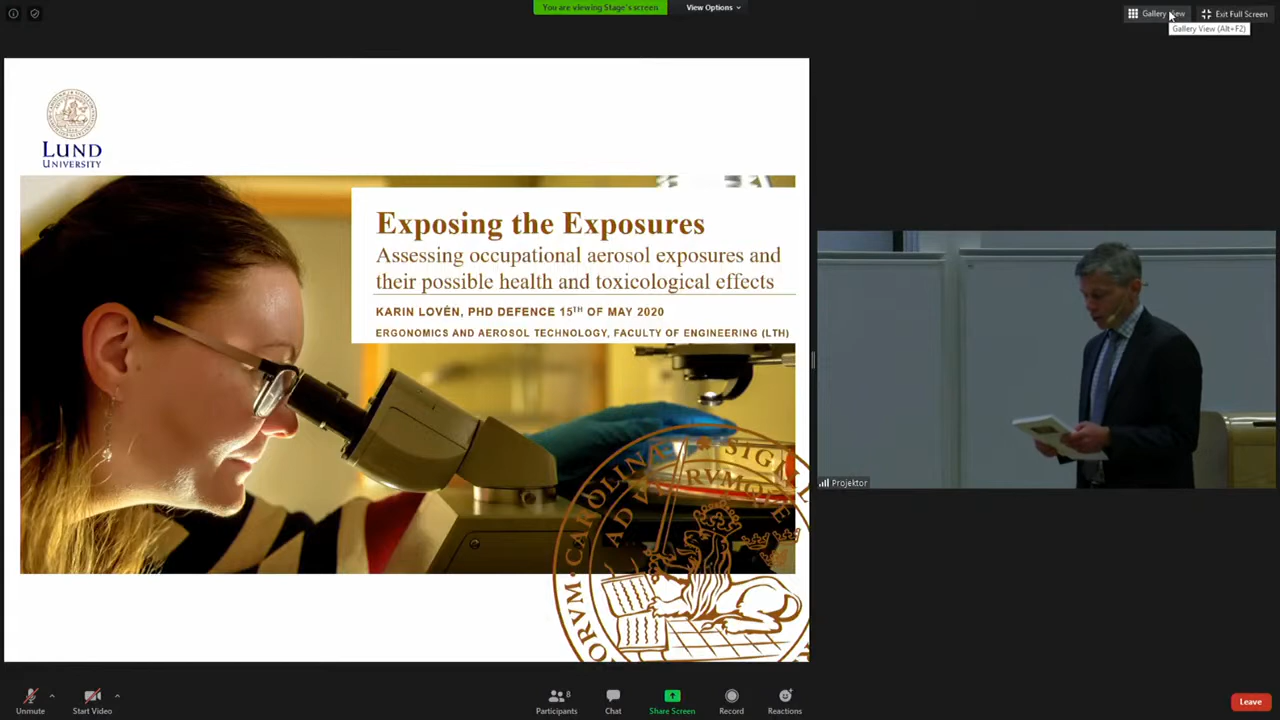 You are viewing Stage's screen
View Options
Gallery View
Exit Full Screen
Gallery View (Alt+F2)
LUND
UNIVERSITY
Exposing the Exposures
Assessing occupational aerosol exposures and
their possible health and toxicological effects
KARIN LOVÉN, PHD DEFENCE 15TH OF MAY 2020
ERGONOMICS AND AEROSOL TECHNOLOGY, FACULTY OF ENGINEERING (LTH)
Projektor
Unmute
Start Video
8
Participants
Chat
Share Screen
Record
Reactions
Leave